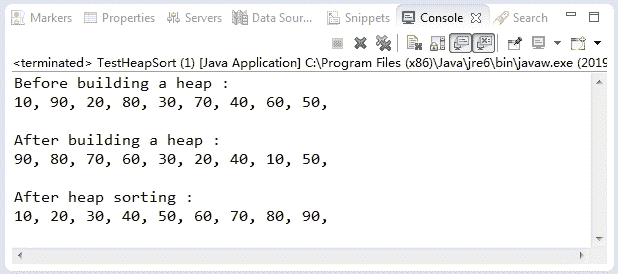 Markers Properties Servers Data Sour... Snippets Console Search
<terminated> TestHeapSort (1) [Java Application] C:\Program Files (x86)\Java\jre6\bin\javaw.exe (2019
Before building a heap :
10, 90, 20, 80, 30, 70, 40, 60, 50,
After building a heap :
90, 80, 70, 60, 30, 20, 40, 10, 50,
After heap sorting :
10, 20, 30, 40, 50, 60, 70, 80, 90,